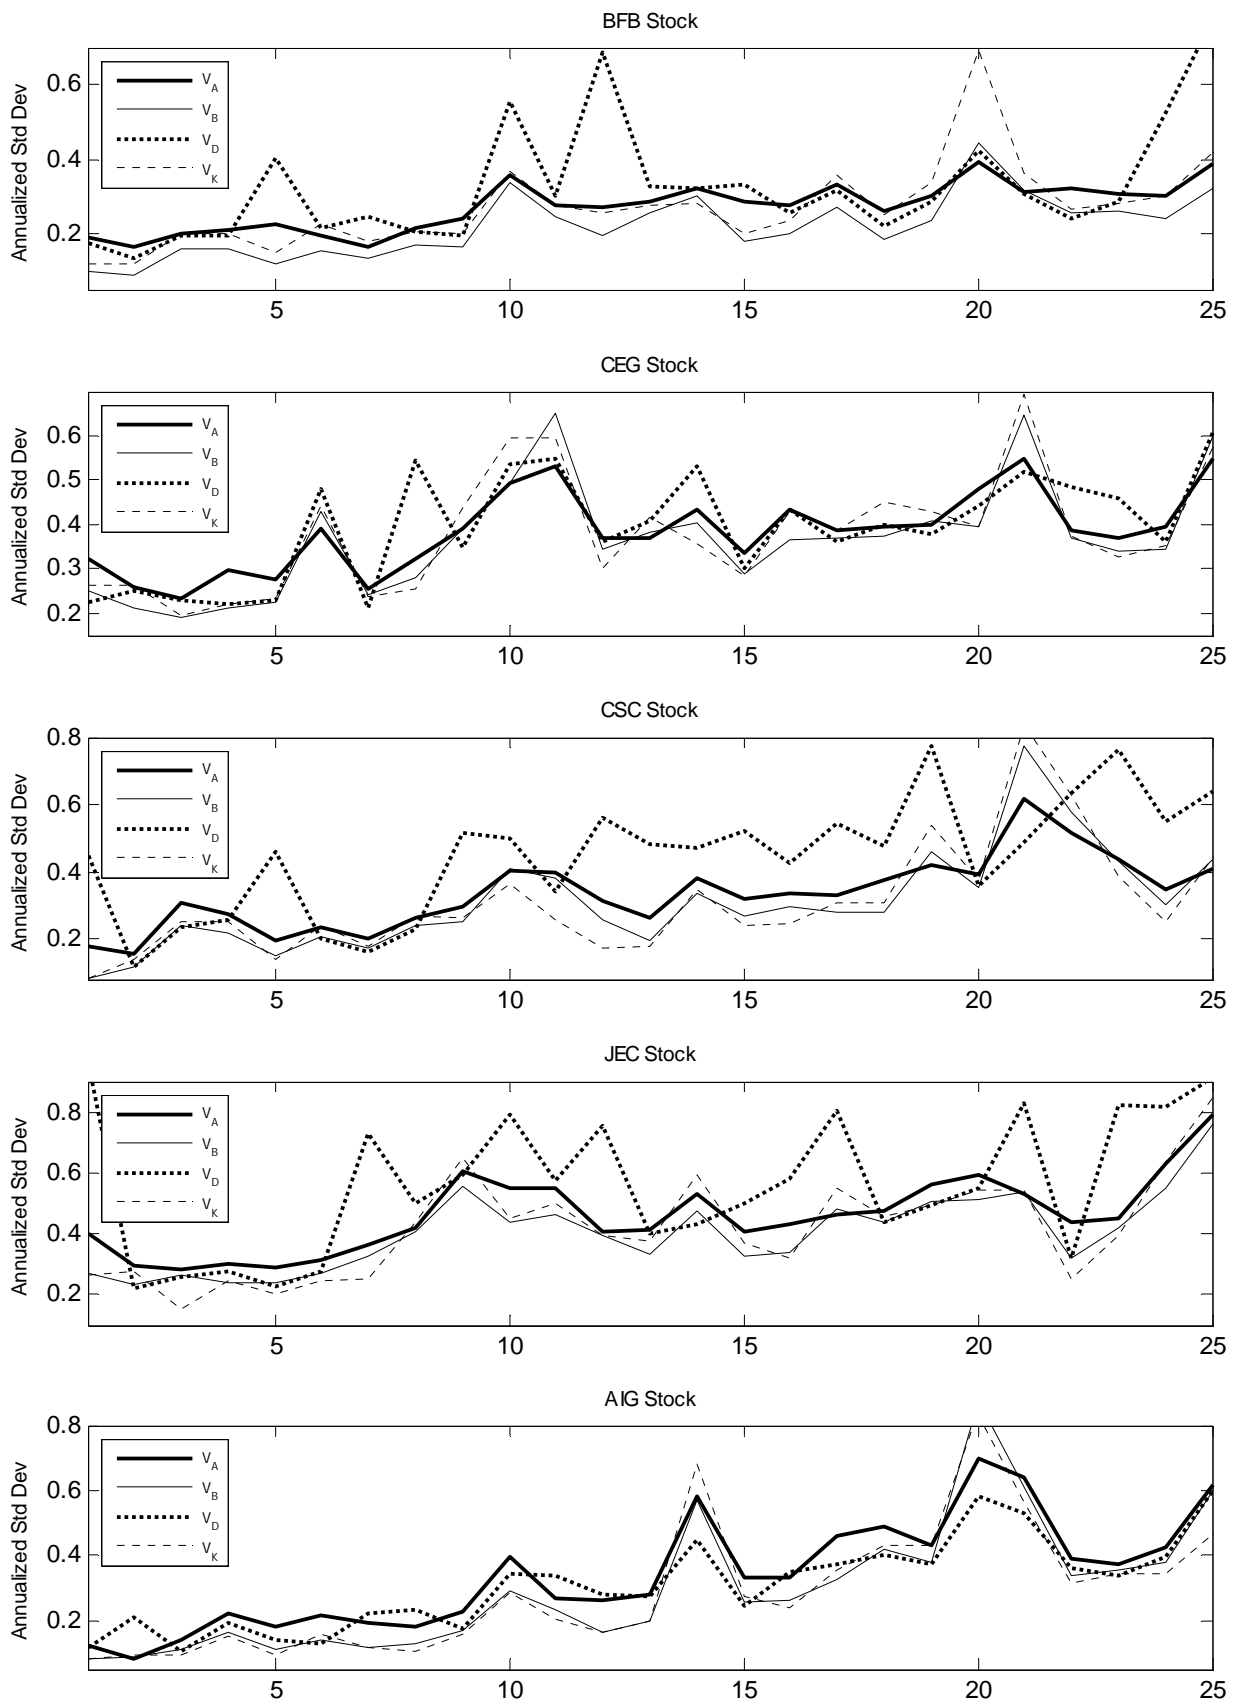 BFB Stock
Annualized Std Dev
0.6
0.4
0.2
V_A
V_B
V_D
V_K
5 10 15 20 25
CEG Stock
Annualized Std Dev
0.6
0.5
0.4
0.3
0.2
V_A
V_B
V_D
V_K
5 10 15 20 25
CSC Stock
Annualized Std Dev
0.8
0.6
0.4
0.2
V_A
V_B
V_D
V_K
5 10 15 20 25
JEC Stock
Annualized Std Dev
0.8
0.6
0.4
0.2
V_A
V_B
V_D
V_K
5 10 15 20 25
AIG Stock
Annualized Std Dev
0.8
0.6
0.4
0.2
V_A
V_B
V_D
V_K
5 10 15 20 25